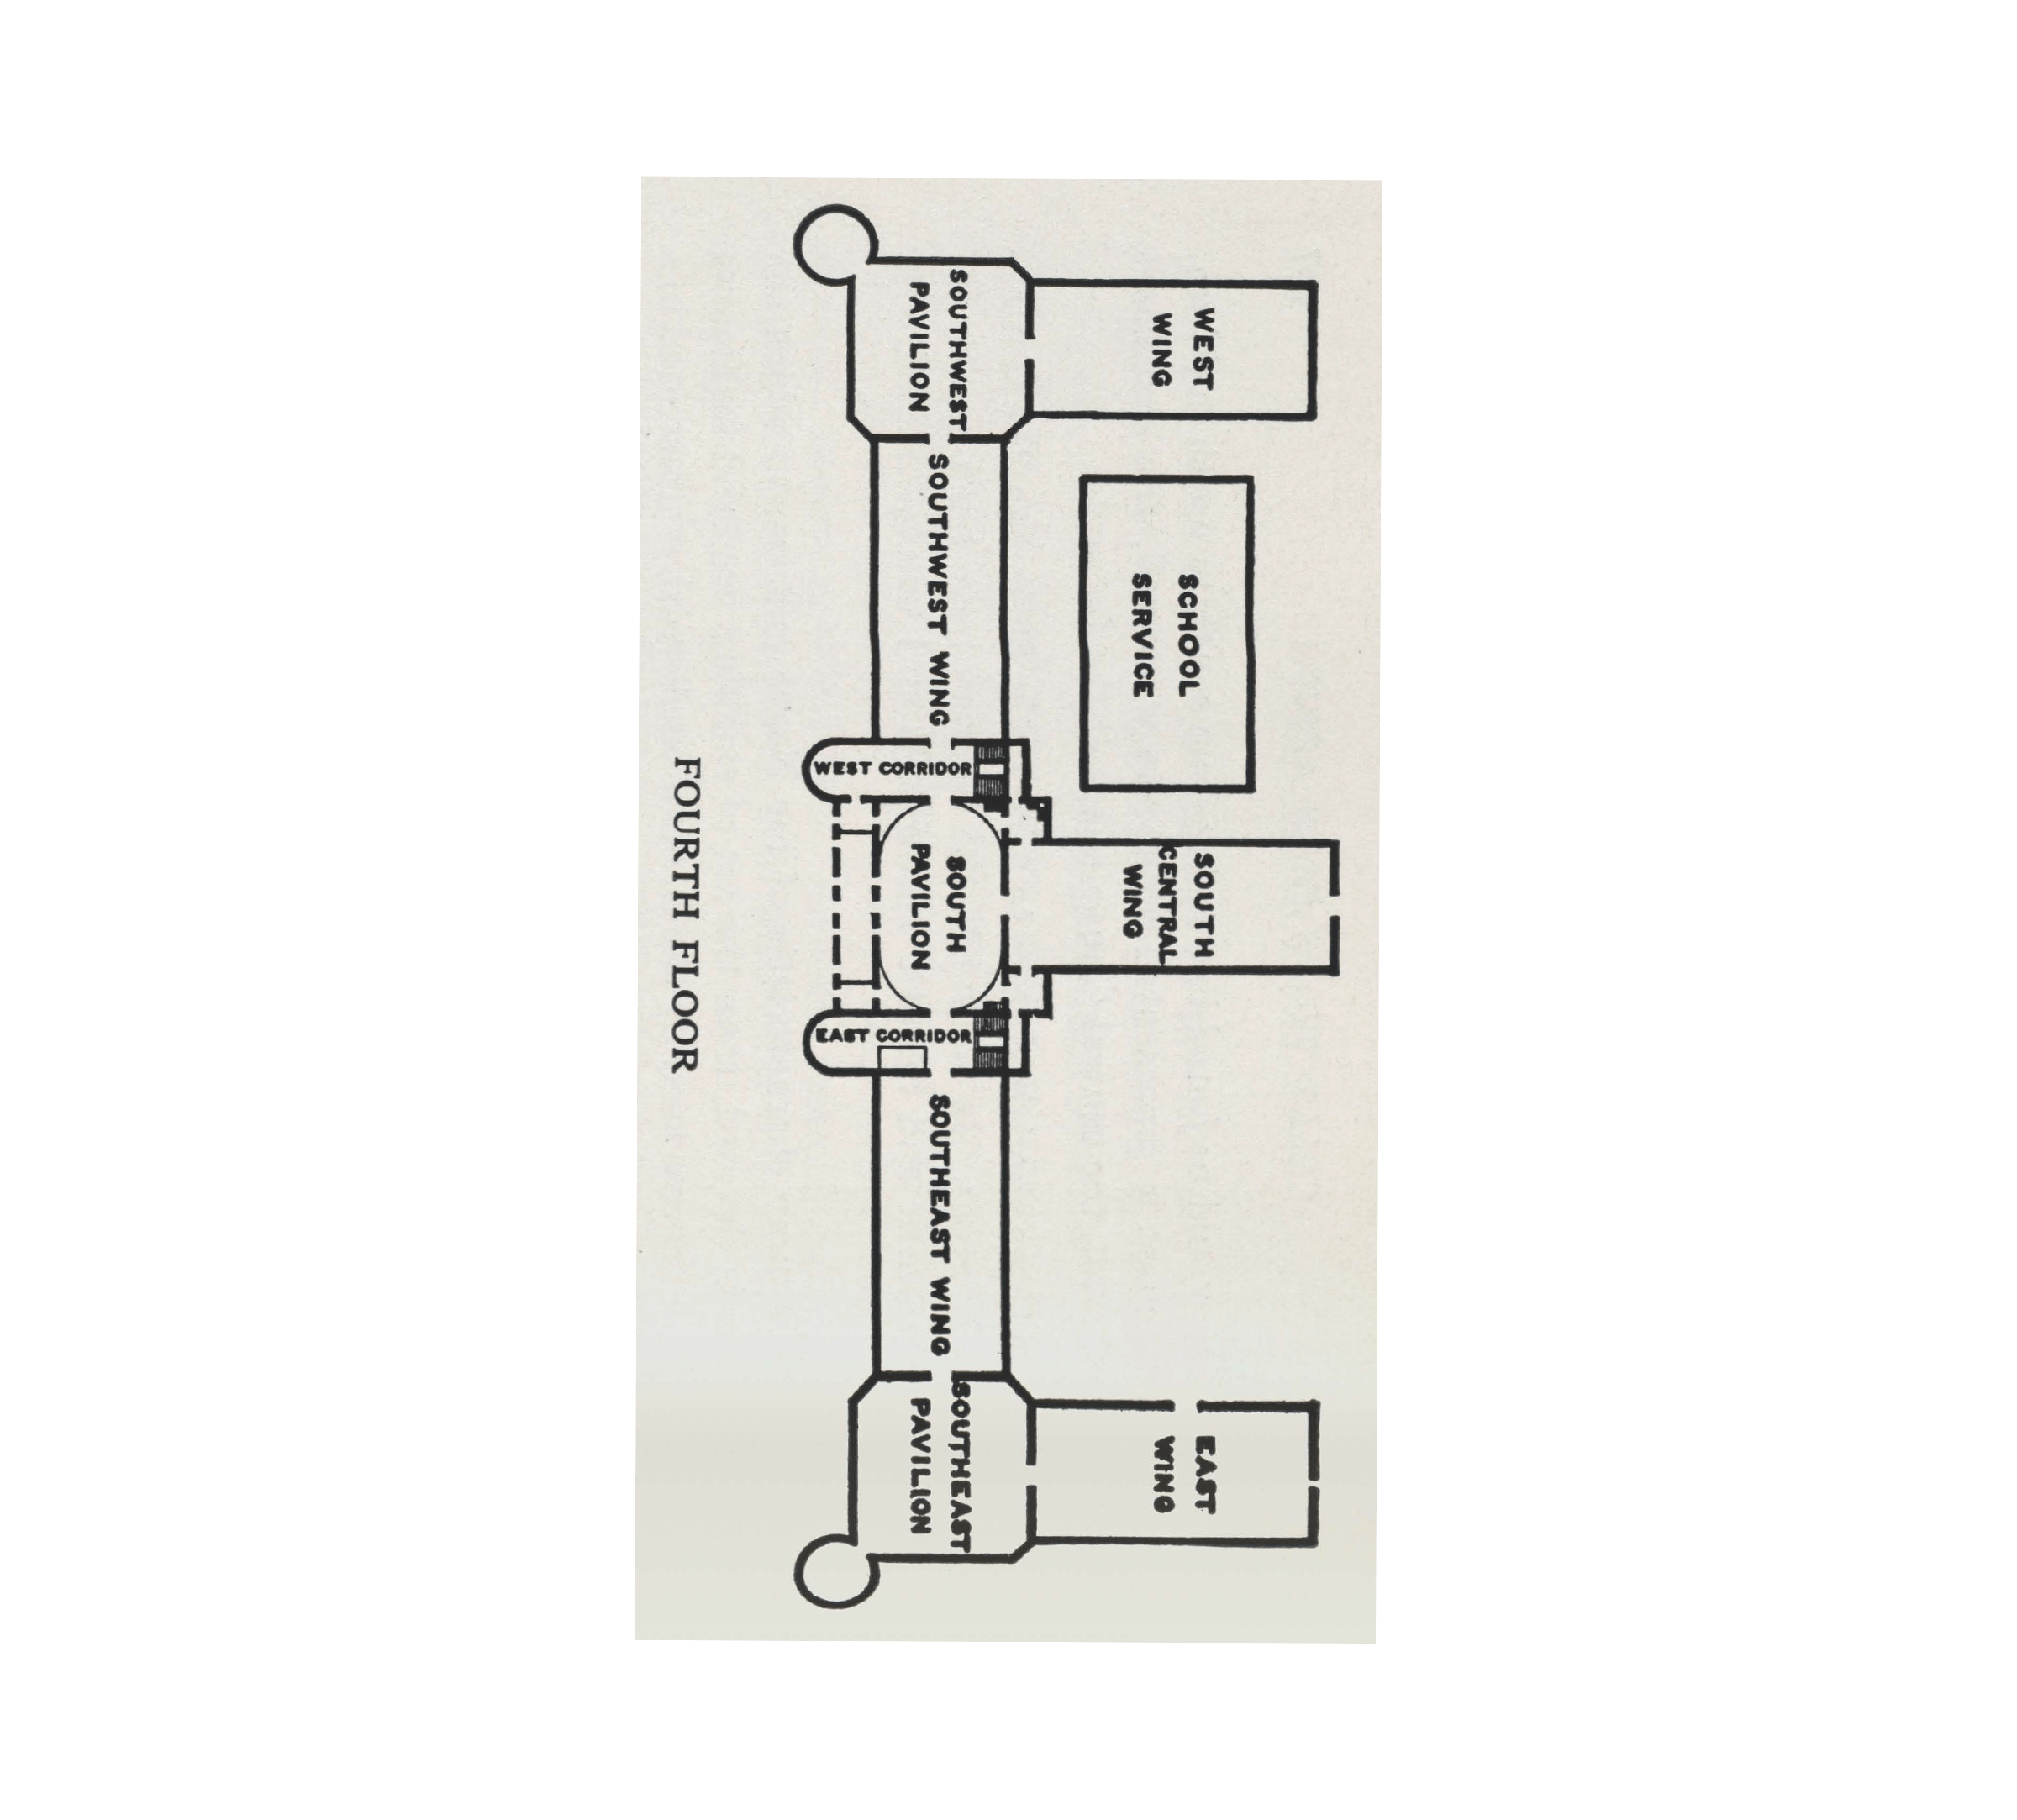 WEST
WING
SCHOOL
SERVICE
SOUTH
CENTRAL
WING
EAST
WING
SOUTHWEST
PAVILION
SOUTHWEST WING
WEST CORRIDOR
SOUTH
PAVILION
EAST CORRIDOR
SOUTHEAST WING
SOUTHEAST
PAVILION
FOURTH FLOOR